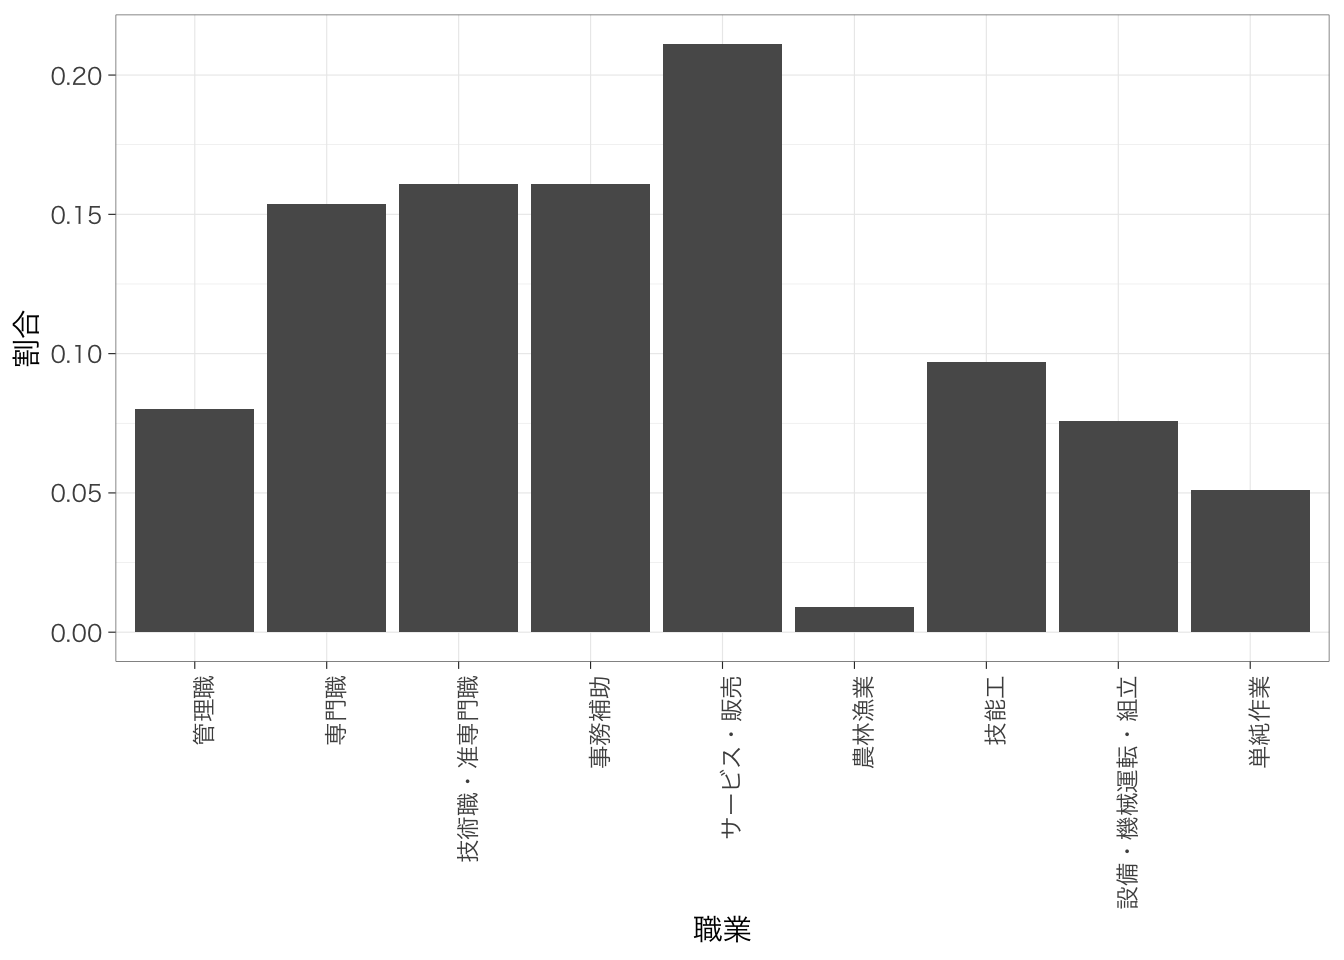 割合
0.20
0.15
0.10
0.05
0.00
管理職
専門職
技術職・准専門職
事務補助
サービス・販売
農林漁業
技能工
設備・機械運転・組立
単純作業
職業